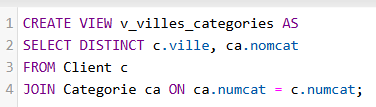 1 CREATE VIEW v_villes_categories AS
2 SELECT DISTINCT c.ville, ca.nomcat
3 FROM Client c
4 JOIN Categorie ca ON ca.numcat = c.numcat;